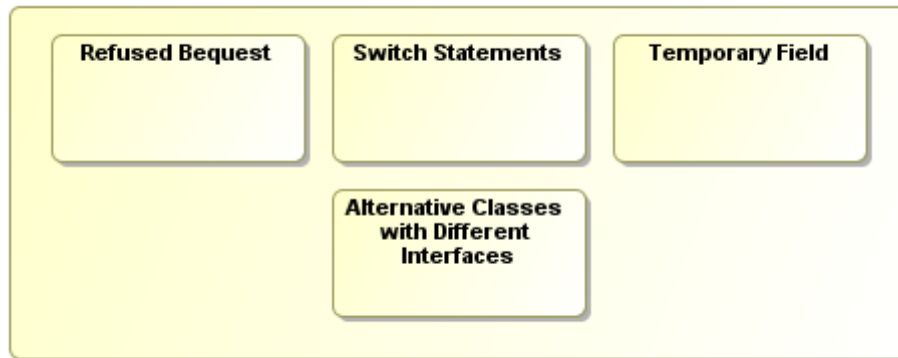 Refused Bequest
Switch Statements
Temporary Field
Alternative Classes
with Different
Interfaces